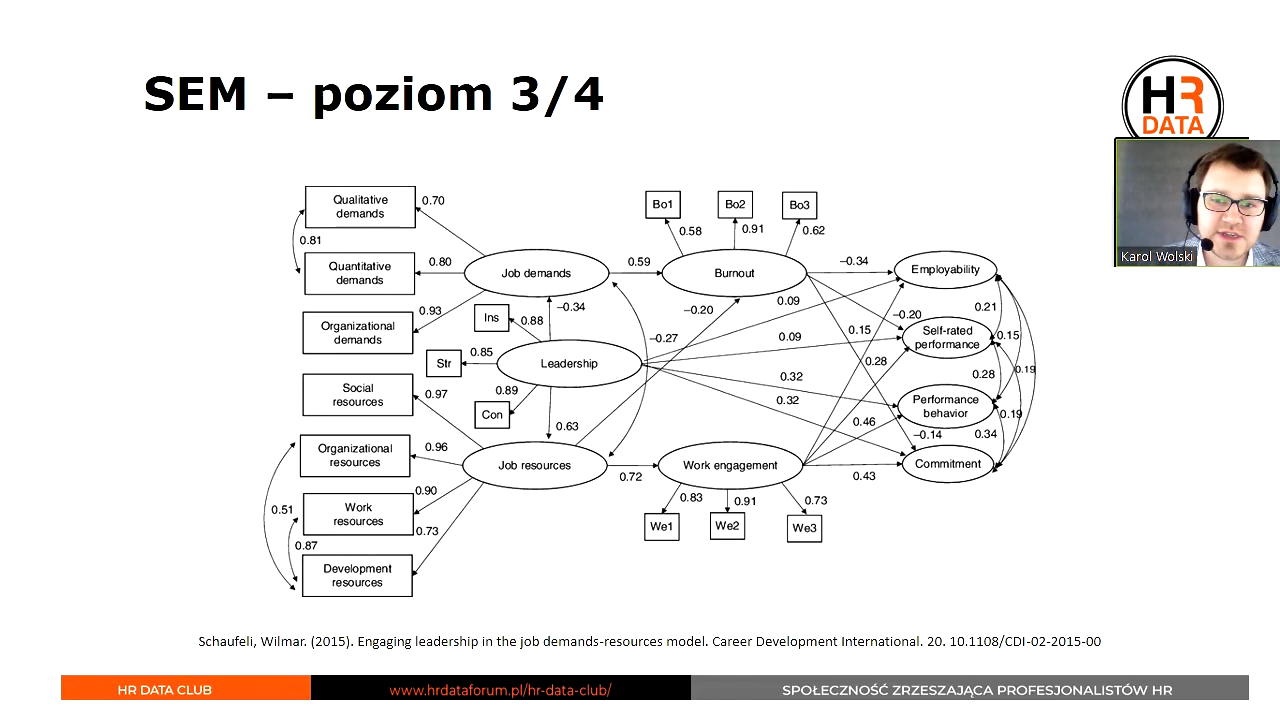 SEM – poziom 3/4
HR
DATA
Karol Wolski
Qualitative
demands
0.70
0.81
Quantitative
demands
0.80
Organizational
demands
0.93
Social
resources
0.97
Organizational
resources
0.96
Work
resources
0.90
Development
resources
0.73
0.51
0.87
Job demands
0.59
–0.34
Ins
0.88
Str
0.85
Con
0.89
Leadership
0.63
Job resources
0.72
Bo1
Bo2
Bo3
0.58
0.91
0.62
Burnout
–0.20
–0.27
Work engagement
0.83
0.91
0.73
We1
We2
We3
–0.34
0.09
–0.20
0.15
0.09
0.28
0.32
0.32
0.46
–0.14
0.43
Employability
Self-rated
performance
Performance
behavior
Commitment
0.21
0.15
0.28
0.19
0.19
0.34
Schaufeli, Wilmar. (2015). Engaging leadership in the job demands-resources model. Career Development International. 20. 10.1108/CDI-02-2015-00
HR DATA CLUB
www.hrdataforum.pl/hr-data-club/
SPOŁECZNOŚĆ ZRZESZAJĄCA PROFESJONALISTÓW HR